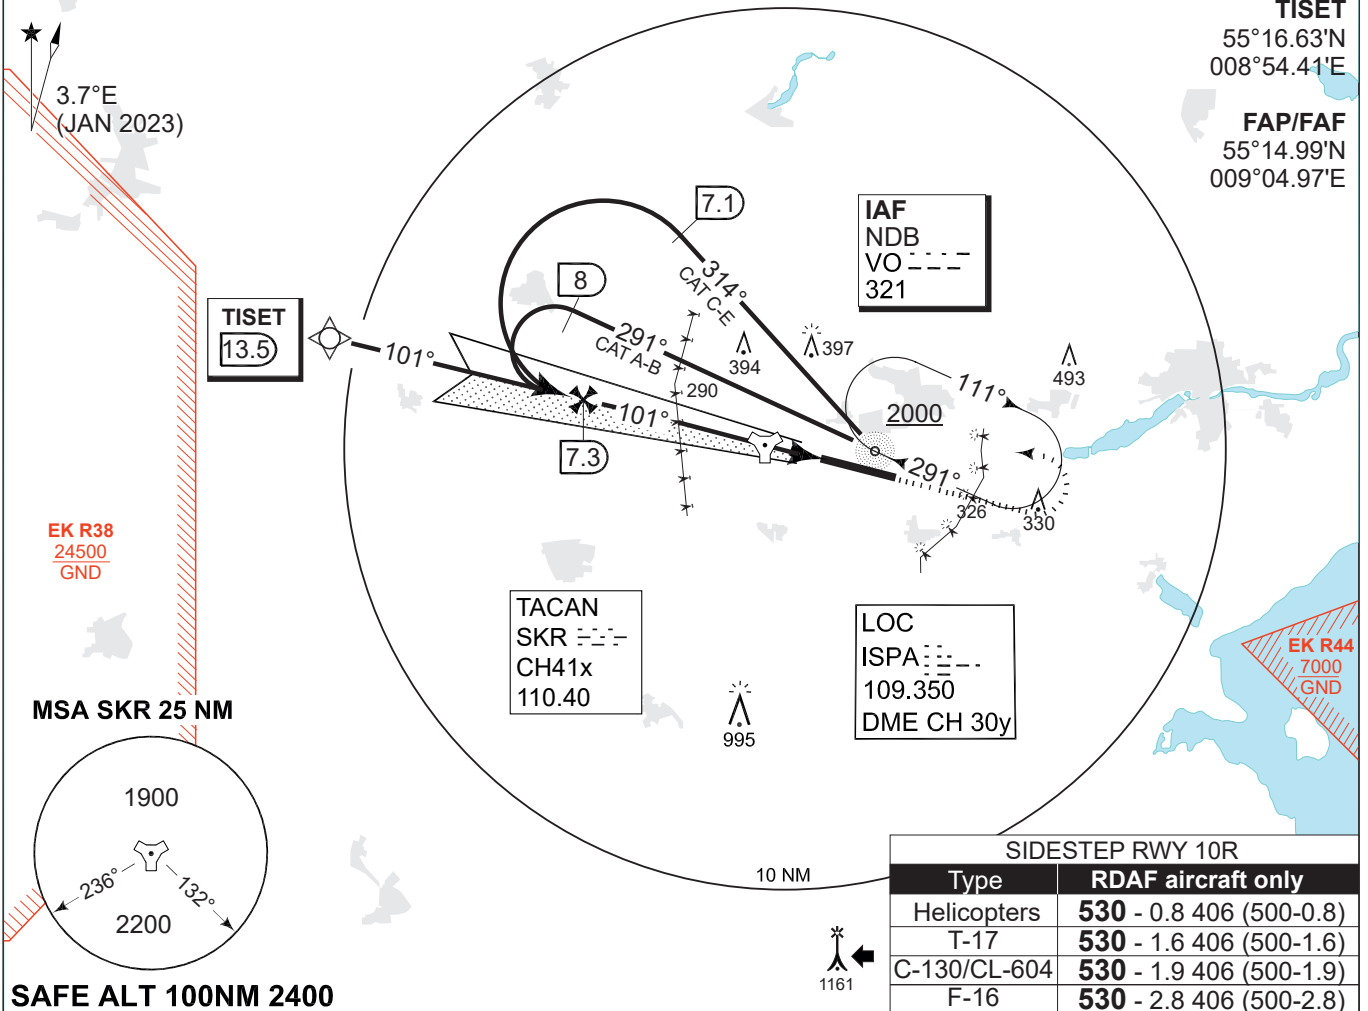 TISET
55°16.63'N
008°54.41'E
FAP/FAF
55°14.99'N
009°04.97'E
3.7°E
(JAN 2023)
7.1
IAF
NDB
VO
321
314°
CAT C-E
8
291°
CAT A-B
TISET
13.5
101°
394
397
493
290
111°
2000
101°
7.3
291°
326
330
EK R38
24500
GND
TACAN
SKR
CH41x
110.40
LOC
ISPA
109.350
DME CH 30y
EK R44
7000
GND
995
MSA SKR 25 NM
1900
236°
132°
2200
10 NM
1161
SAFE ALT 100NM 2400
SIDESTEP RWY 10R
Type RDAF aircraft only
Helicopters 530 - 0.8 406 (500-0.8)
T-17 530 - 1.6 406 (500-1.6)
C-130/CL-604 530 - 1.9 406 (500-1.9)
F-16 530 - 2.8 406 (500-2.8)